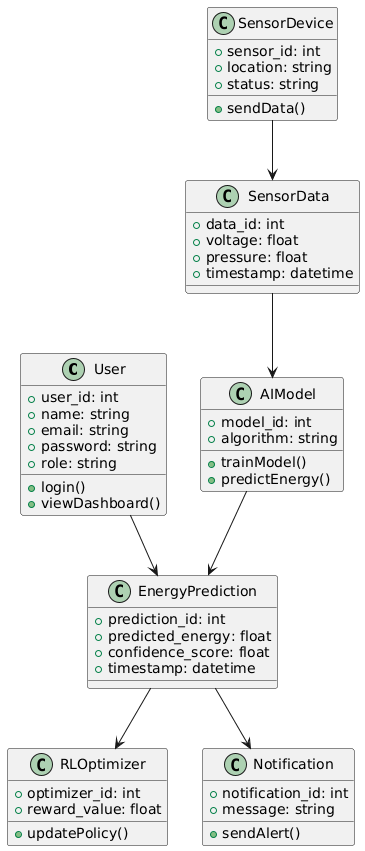 C SensorDevice
sensor_id: int
location: string
status: string
sendData()
C SensorData
data_id: int
voltage: float
pressure: float
timestamp: datetime
C User
user_id: int
name: string
email: string
password: string
role: string
login()
viewDashboard()
C AIModel
model_id: int
algorithm: string
trainModel()
predictEnergy()
C EnergyPrediction
prediction_id: int
predicted_energy: float
confidence_score: float
timestamp: datetime
C RLOptimizer
optimizer_id: int
reward_value: float
updatePolicy()
C Notification
notification_id: int
message: string
sendAlert()